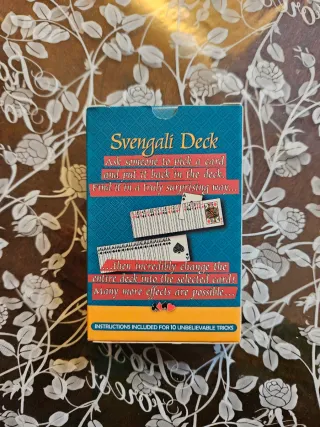 Svengali Deck
Ask someone to pick a card
and put it back in the deck.
Find it in a truly surprising way...
...then incredibly change the
entire deck into the selected card!
Many more effects are possible...
INSTRUCTIONS INCLUDED FOR 10 UNBELIEVABLE TRICKS
Forest